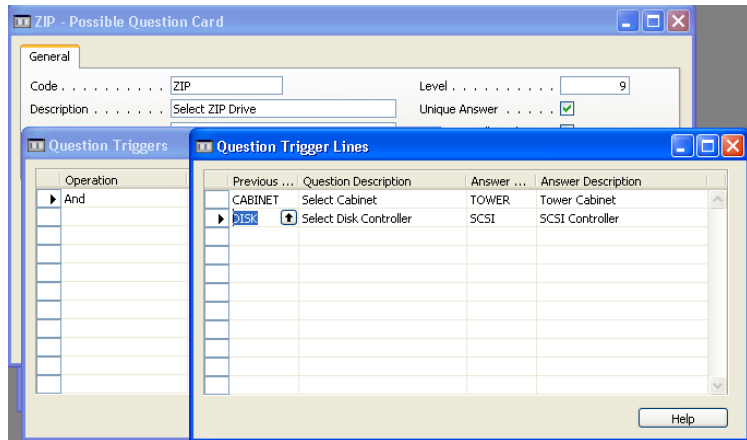 ZIP - Possible Question Card
General
Code . . . . . . . . . . ZIP Level . . . . . . . . . . 9
Description . . . . . . . Select ZIP Drive Unique Answer . . . . .
Question Triggers
Question Trigger Lines
Operation
And
Previous ... Question Description Answer ... Answer Description
CABINET Select Cabinet TOWER Tower Cabinet
DISK Select Disk Controller SCSI SCSI Controller
Help